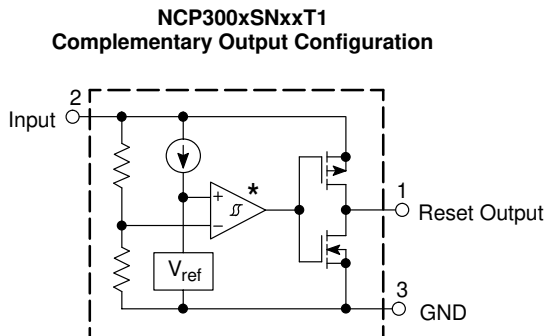 NCP300xSNxxT1
Complementary Output Configuration
2
Input
*
+
−
1
Reset Output
Vref
3
GND